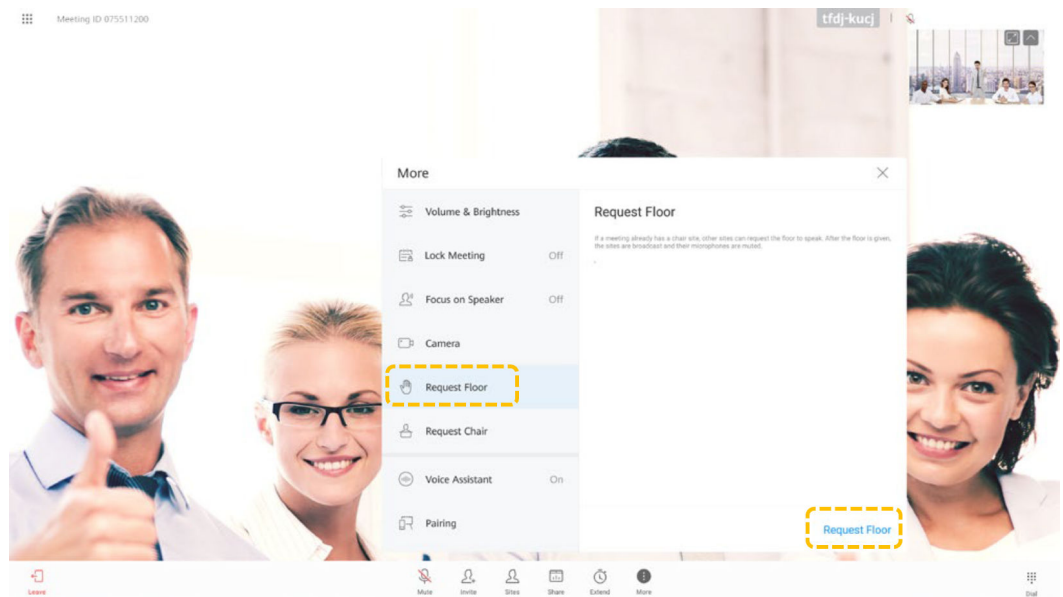 Meeting ID 075511200
tfdj-kucj
More
Volume & Brightness
Lock Meeting Off
Focus on Speaker Off
Camera
Request Floor
Request Chair
Voice Assistant On
Pairing
Request Floor
If a meeting already has a chair site, other sites can request the floor to speak. After the floor is given,
the sites are broadcast and their microphones are muted.
Request Floor
Leave
Mute
Invite
Sites
Share
Extend
More
Dial